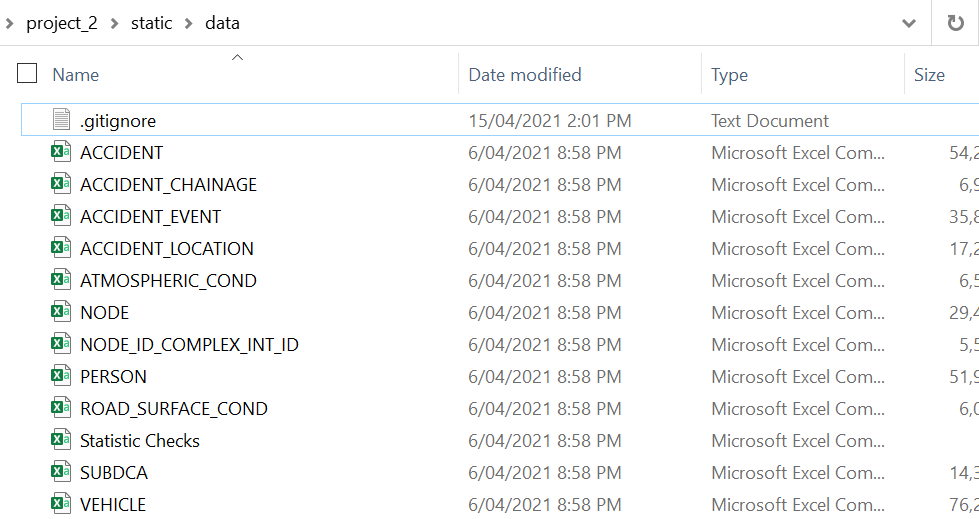 project_2 static data
Name Date modified Type Size
.gitignore 15/04/2021 2:01 PM Text Document
ACCIDENT 6/04/2021 8:58 PM Microsoft Excel Com... 54,2
ACCIDENT_CHAINAGE 6/04/2021 8:58 PM Microsoft Excel Com... 6,9
ACCIDENT_EVENT 6/04/2021 8:58 PM Microsoft Excel Com... 35,8
ACCIDENT_LOCATION 6/04/2021 8:58 PM Microsoft Excel Com... 17,2
ATMOSPHERIC_COND 6/04/2021 8:58 PM Microsoft Excel Com... 6,5
NODE 6/04/2021 8:58 PM Microsoft Excel Com... 29,4
NODE_ID_COMPLEX_INT_ID 6/04/2021 8:58 PM Microsoft Excel Com... 5,5
PERSON 6/04/2021 8:58 PM Microsoft Excel Com... 51,9
ROAD_SURFACE_COND 6/04/2021 8:58 PM Microsoft Excel Com... 6,0
Statistic Checks 6/04/2021 8:58 PM Microsoft Excel Com...
SUBDCA 6/04/2021 8:58 PM Microsoft Excel Com... 14,3
VEHICLE 6/04/2021 8:58 PM Microsoft Excel Com... 76,2